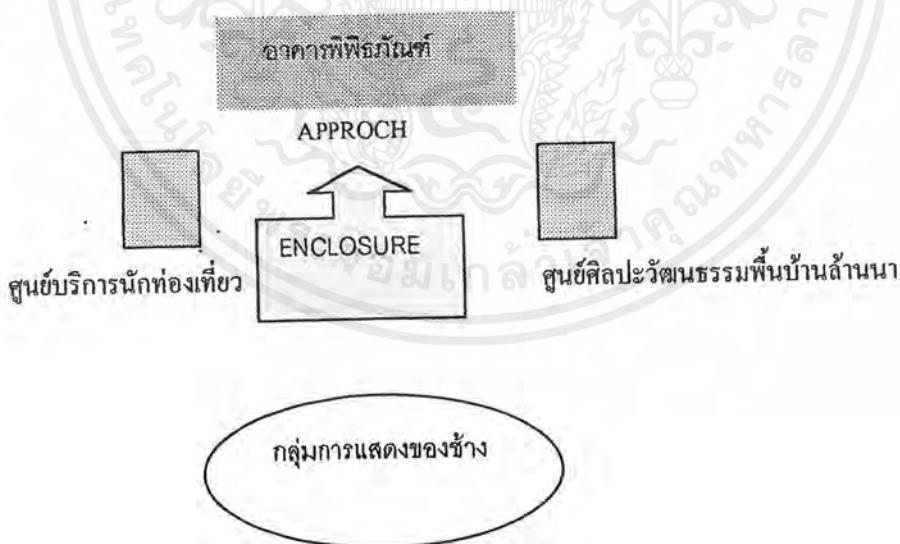 อาคารพิพิธภัณฑ์
APPROCH
ENCLOSURE
ศูนย์บริการนักท่องเที่ยว
ศูนย์ศิลปะวัฒนธรรมพื้นบ้านล้านนา
กลุ่มการแสดงของช้าง